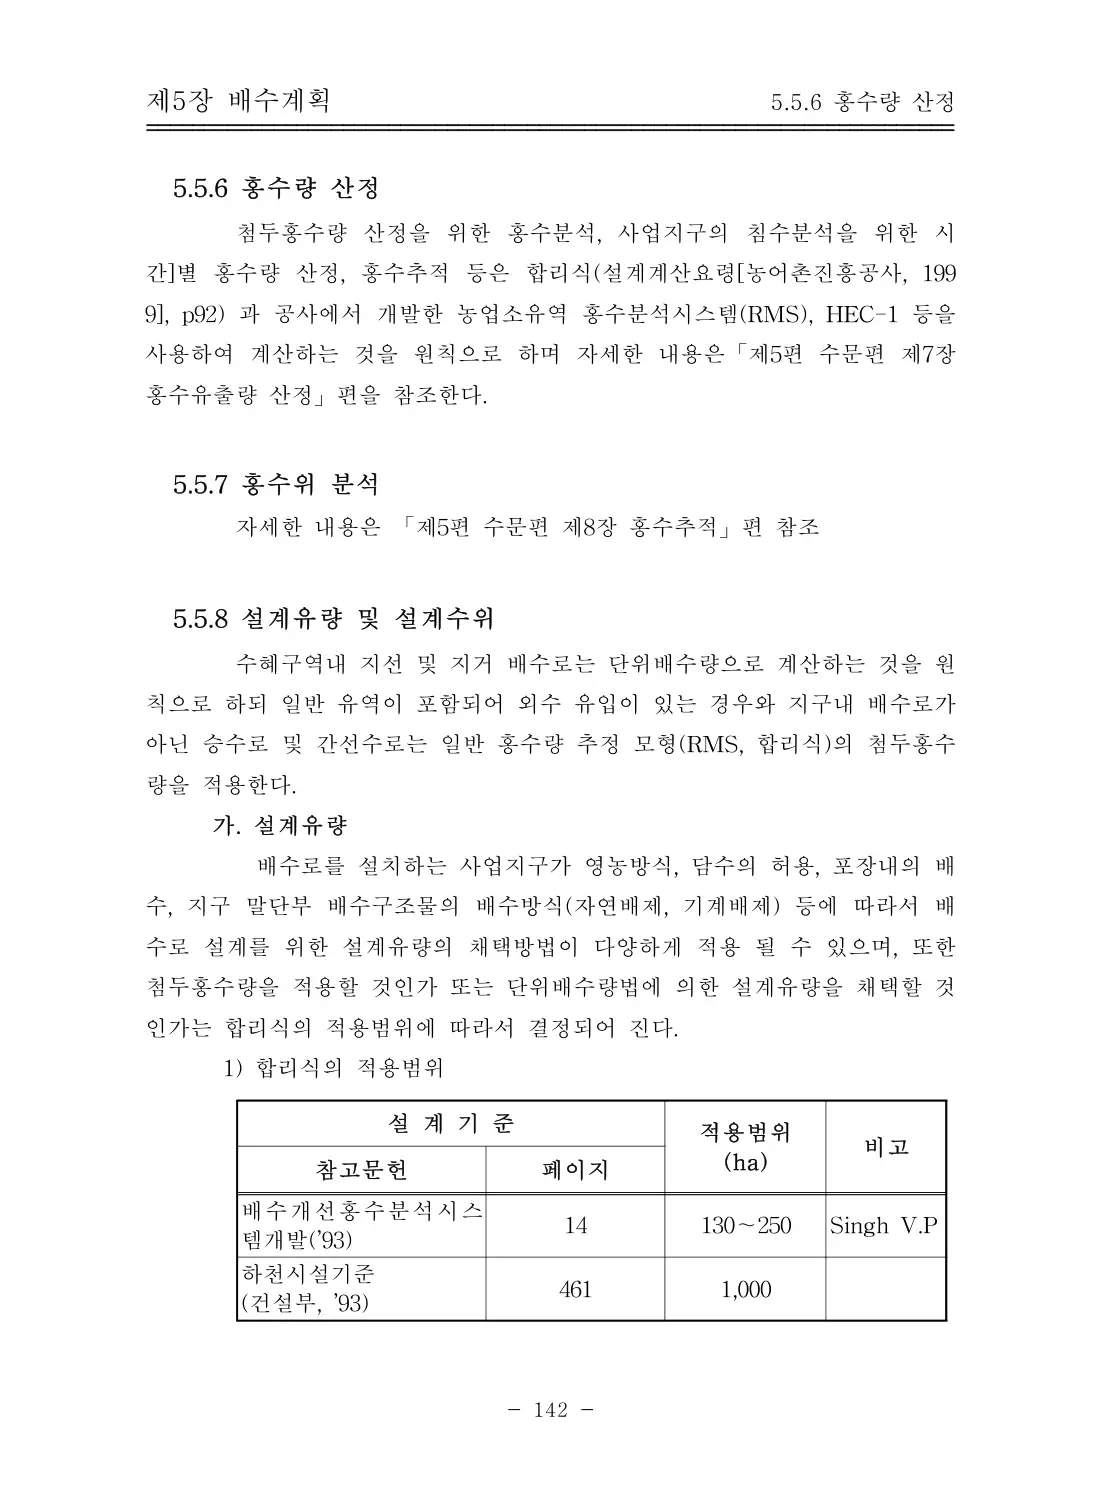 제5장 배수계획
5.5.6 홍수량 산정
5.5.6 홍수량 산정
첨두홍수량 산정을 위한 홍수분석, 사업지구의 침수분석을 위한 시
간]별 홍수량 산정, 홍수추적 등은 합리식(설계계산요령[농어촌진흥공사, 199
9], p92) 과 공사에서 개발한 농업소유역 홍수분석시스템(RMS), HEC-1 등을
사용하여 계산하는 것을 원칙으로 하며 자세한 내용은「제5편 수문편 제7장
홍수유출량 산정」편을 참조한다.
5.5.7 홍수위 분석
자세한 내용은 「제5편 수문편 제8장 홍수추적」편 참조
5.5.8 설계유량 및 설계수위
수혜구역내 지선 및 지거 배수로는 단위배수량으로 계산하는 것을 원
칙으로 하되 일반 유역이 포함되어 외수 유입이 있는 경우와 지구내 배수로가
아닌 승수로 및 간선수로는 일반 홍수량 추정 모형(RMS, 합리식)의 첨두홍수
량을 적용한다.
가. 설계유량
배수로를 설치하는 사업지구가 영농방식, 담수의 허용, 포장내의 배
수, 지구 말단부 배수구조물의 배수방식(자연배제, 기계배제) 등에 따라서 배
수로 설계를 위한 설계유량의 채택방법이 다양하게 적용 될 수 있으며, 또한
첨두홍수량을 적용할 것인가 또는 단위배수량법에 의한 설계유량을 채택할 것
인가는 합리식의 적용범위에 따라서 결정되어 진다.
1) 합리식의 적용범위
설 계 기 준
적용범위
(ha)
비고
참고문헌
페이지
배수개선홍수분석시스
템개발('93)
14
130~250
Singh V.P
하천시설기준
(건설부, '93)
461
1,000
- 142 -